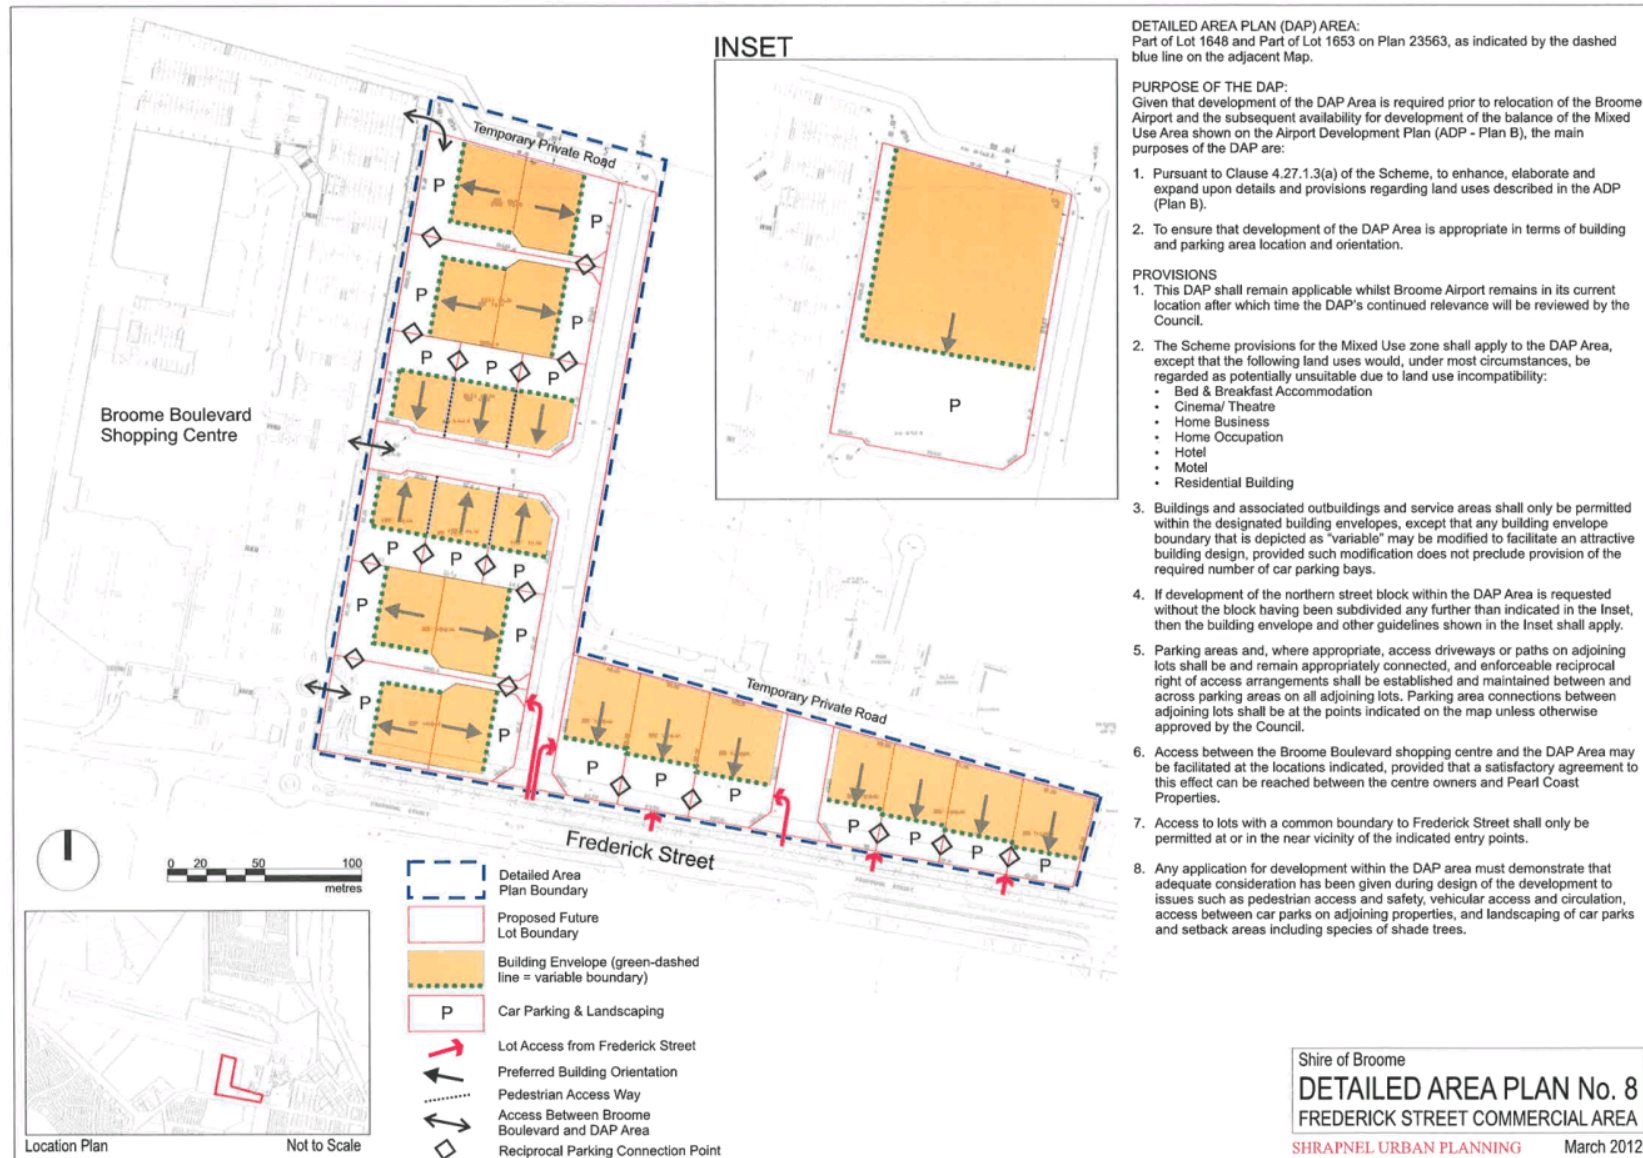 INSET
Temporary Private Road
P
P
P
P
P
P
P
P
Broome Boulevard
Shopping Centre
P
P
P
P
P
P
P
Temporary Private Road
P
P
P
P
P
P
P
P
P
Frederick Street
0 20 50 100
metres
Detailed Area
Plan Boundary
Proposed Future
Lot Boundary
Building Envelope (green-dashed
line = variable boundary)
P
Car Parking & Landscaping
Lot Access from Frederick Street
Preferred Building Orientation
Pedestrian Access Way
Access Between Broome
Boulevard and DAP Area
Reciprocal Parking Connection Point
Location Plan
Not to Scale
DETAILED AREA PLAN (DAP) AREA:
Part of Lot 1648 and Part of Lot 1653 on Plan 23563, as indicated by the dashed
blue line on the adjacent Map.
PURPOSE OF THE DAP:
Given that development of the DAP Area is required prior to relocation of the Broome
Airport and the subsequent availability for development of the balance of the Mixed
Use Area shown on the Airport Development Plan (ADP - Plan B), the main
purposes of the DAP are:
1. Pursuant to Clause 4.27.1.3(a) of the Scheme, to enhance, elaborate and
expand upon details and provisions regarding land uses described in the ADP
(Plan B).
2. To ensure that development of the DAP Area is appropriate in terms of building
and parking area location and orientation.
PROVISIONS
1. This DAP shall remain applicable whilst Broome Airport remains in its current
location after which time the DAP's continued relevance will be reviewed by the
Council.
2. The Scheme provisions for the Mixed Use zone shall apply to the DAP Area,
except that the following land uses would, under most circumstances, be
regarded as potentially unsuitable due to land use incompatibility:
• Bed & Breakfast Accommodation
• Cinema/ Theatre
• Home Business
• Home Occupation
• Hotel
• Motel
• Residential Building
3. Buildings and associated outbuildings and service areas shall only be permitted
within the designated building envelopes, except that any building envelope
boundary that is depicted as "variable" may be modified to facilitate an attractive
building design, provided such modification does not preclude provision of the
required number of car parking bays.
4. If development of the northern street block within the DAP Area is requested
without the block having been subdivided any further than indicated in the Inset,
then the building envelope and other guidelines shown in the Inset shall apply.
5. Parking areas and, where appropriate, access driveways or paths on adjoining
lots shall be and remain appropriately connected, and enforceable reciprocal
right of access arrangements shall be established and maintained between and
across parking areas on all adjoining lots. Parking area connections between
adjoining lots shall be at the points indicated on the map unless otherwise
approved by the Council.
6. Access between the Broome Boulevard shopping centre and the DAP Area may
be facilitated at the locations indicated, provided that a satisfactory agreement to
this effect can be reached between the centre owners and Pearl Coast
Properties.
7. Access to lots with a common boundary to Frederick Street shall only be
permitted at or in the near vicinity of the indicated entry points.
8. Any application for development within the DAP area must demonstrate that
adequate consideration has been given during design of the development to
issues such as pedestrian access and safety, vehicular access and circulation,
access between car parks on adjoining properties, and landscaping of car parks
and setback areas including species of shade trees.
Shire of Broome
DETAILED AREA PLAN No. 8
FREDERICK STREET COMMERCIAL AREA
SHRAPNEL URBAN PLANNING March 2012